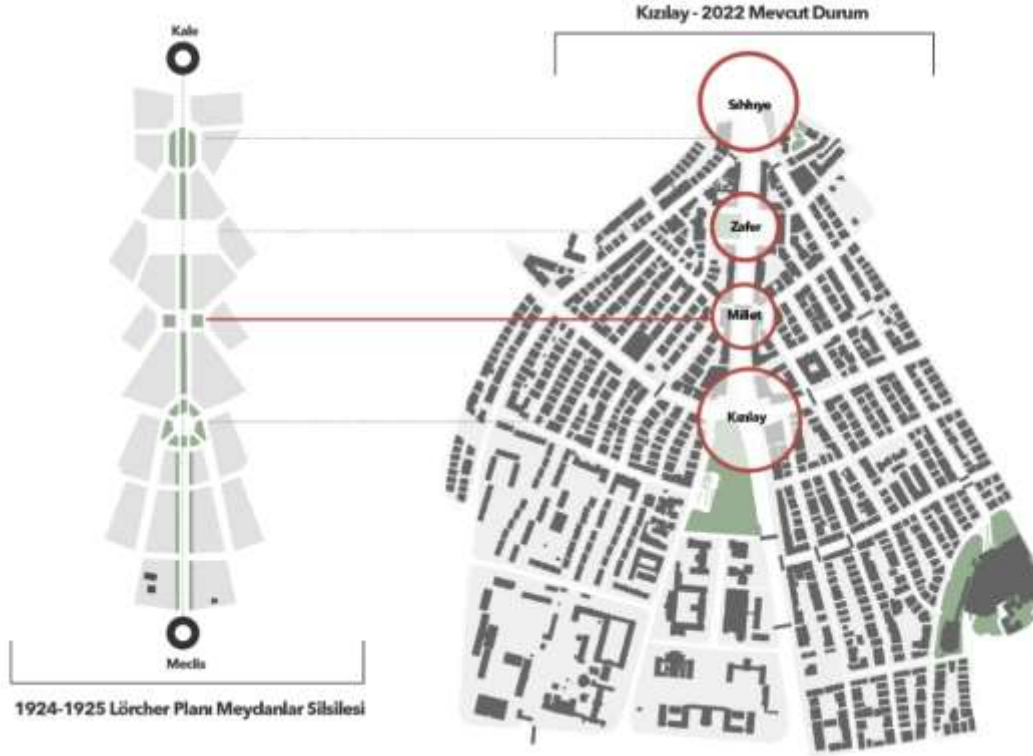 Kızılay - 2022 Mevcut Durum
Kale
Sıhhıye
Zafer
Millet
Kızılay
Meclis
1924-1925 Lörcher Planı Meydanlar Silsilesi